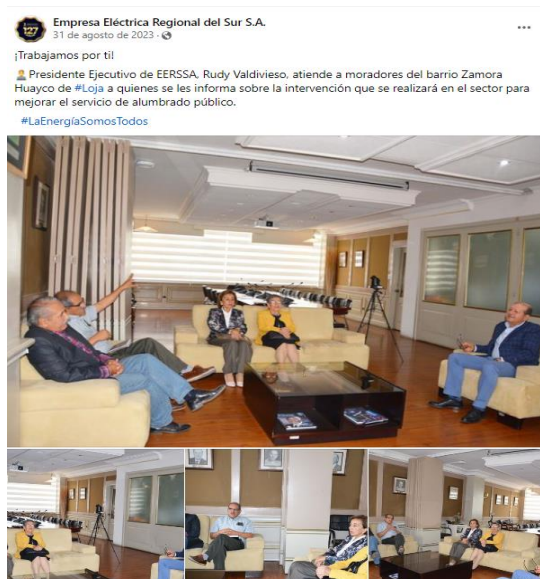 127
Empresa Eléctrica Regional del Sur S.A.
31 de agosto de 2023 ·
¡Trabajamos por ti!
Presidente Ejecutivo de EERSSA, Rudy Valdivieso, atiende a moradores del barrio Zamora
Huayco de #Loja a quienes se les informa sobre la intervención que se realizará en el sector para
mejorar el servicio de alumbrado público.
#LaEnergíaSomosTodos